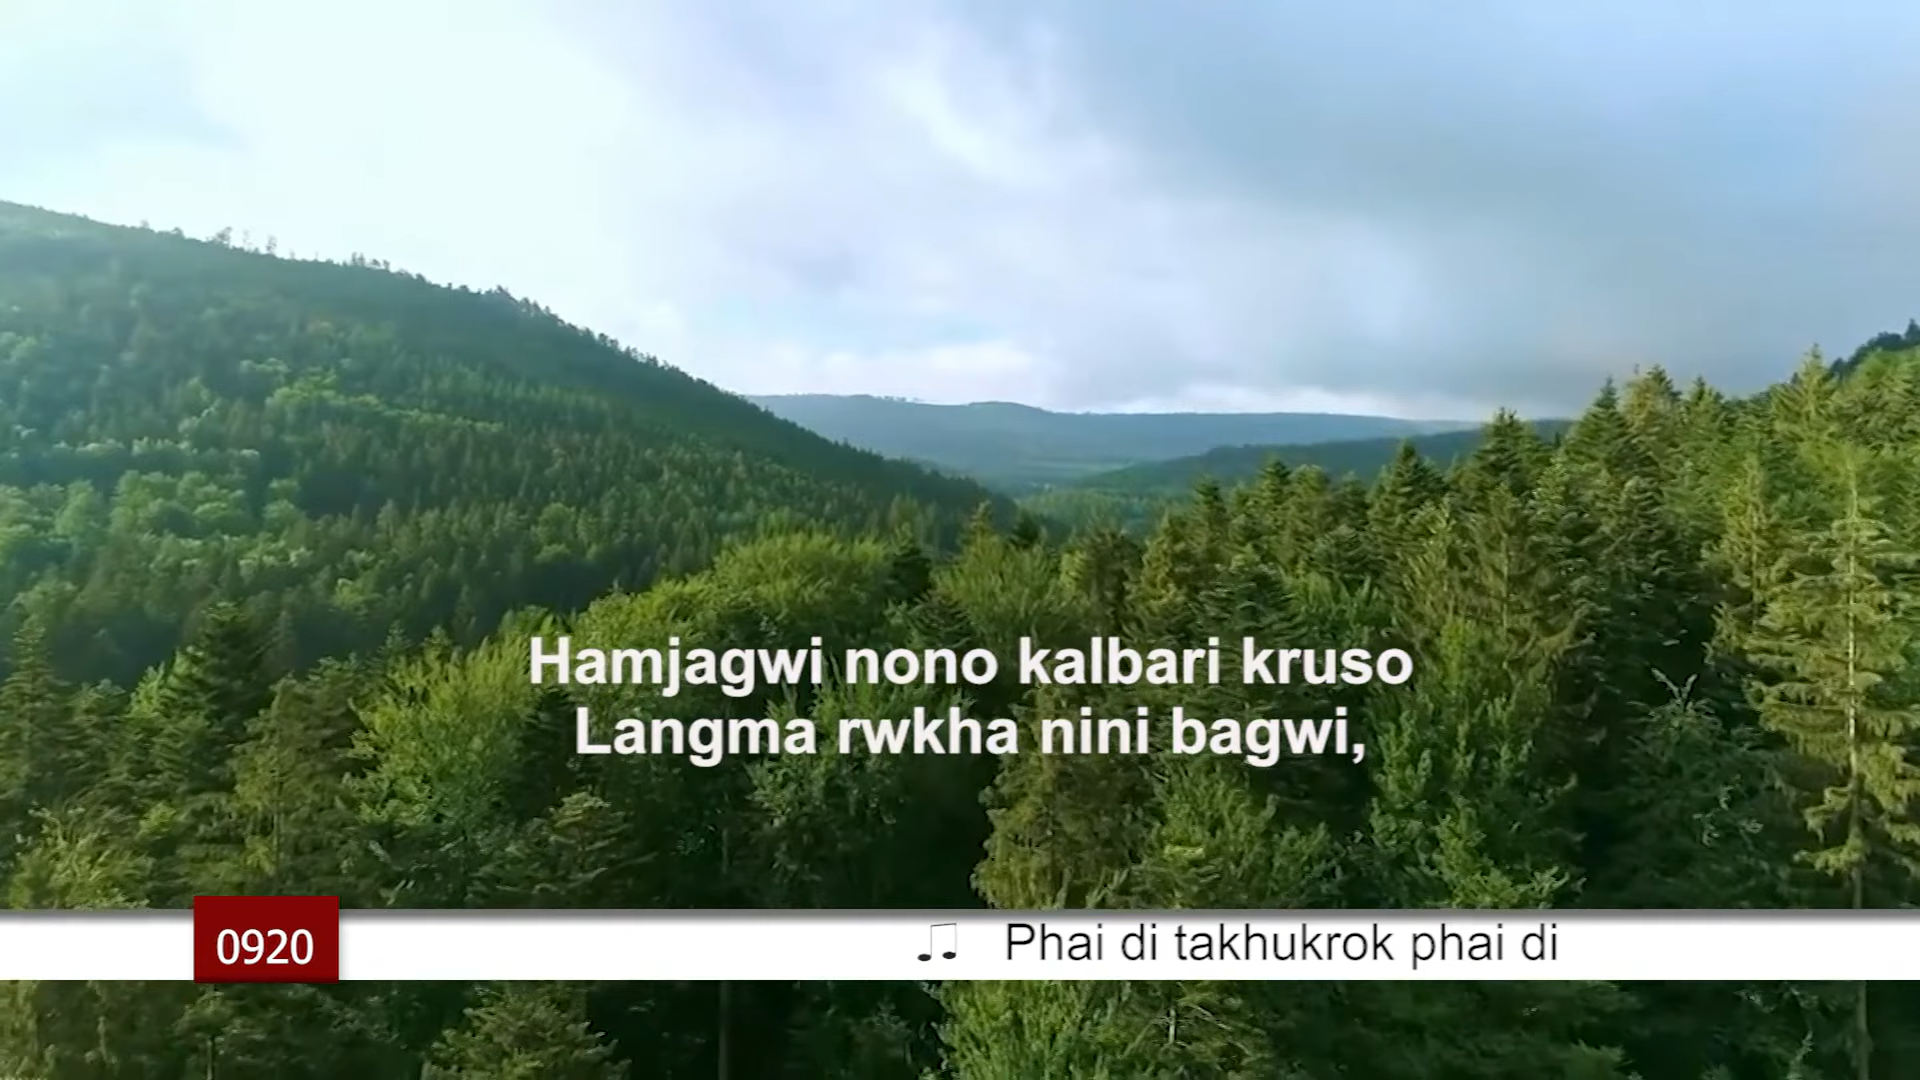 Hamjagwi nono kalbari kruso
Langma rwkha nini bagwi,
0920
♫ Phai di takhukrok phai di